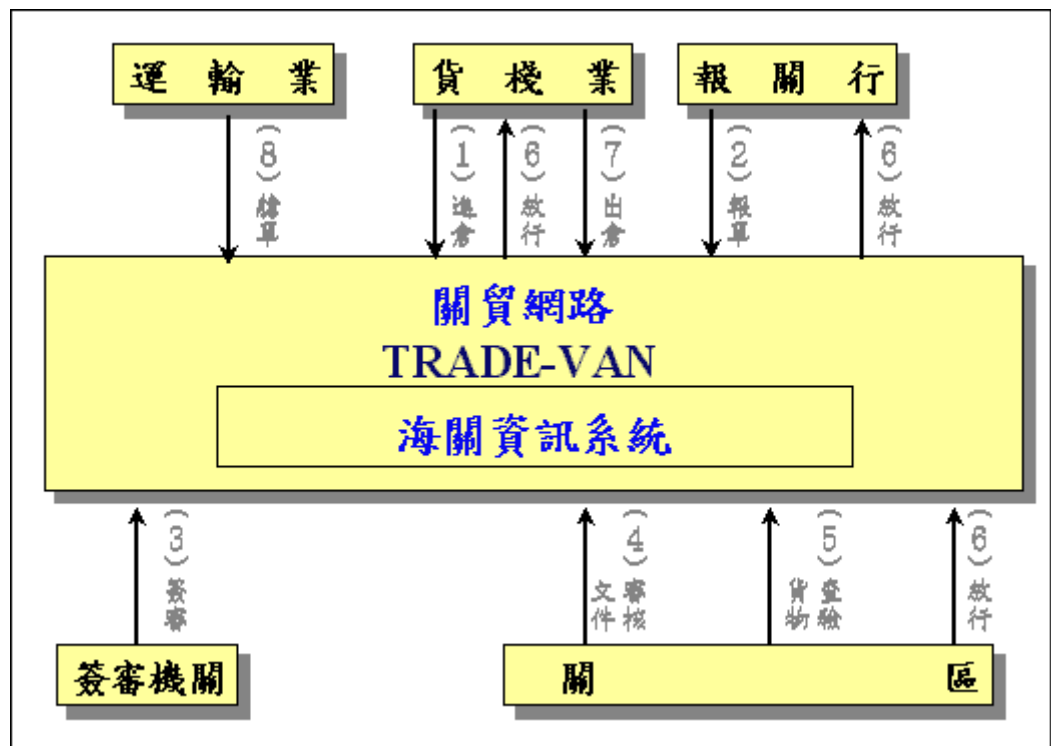 運輸業
貨棧業
報關行
(8)艙單
(1)進倉
(6)放行
(7)出倉
(2)報單
(6)放行
關貿網路
TRADE-VAN
海關資訊系統
(3)簽審
(4)審核文件
(5)查驗貨物
(6)放行
簽審機關
關區